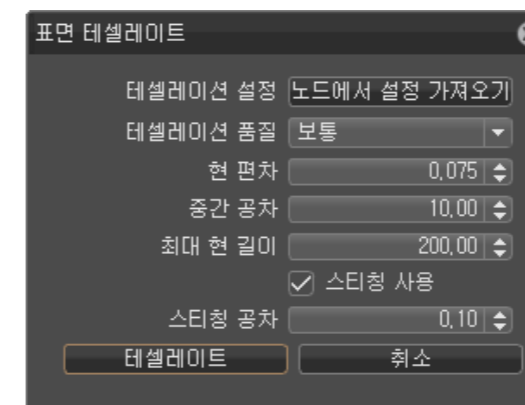 표면 테셀레이트
테셀레이션 설정 노드에서 설정 가져오기
테셀레이션 품질 보통
현 편차 0,075
중간 공차 10,00
최대 현 길이 200,00
스티칭 사용
스티칭 공차 0,10
테셀레이트 취소